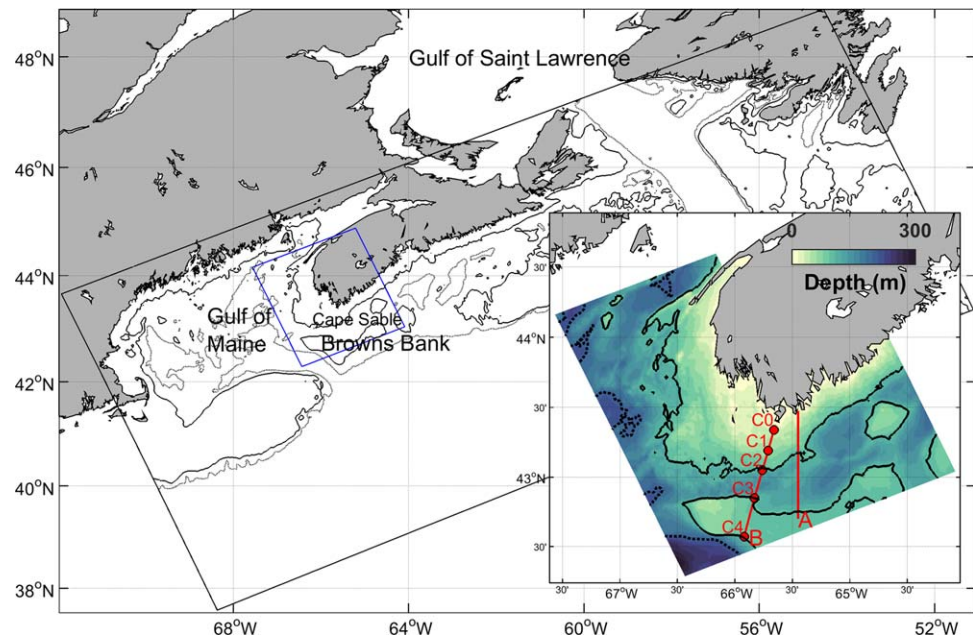 48°N
46°N
44°N
42°N
40°N
38°N
68°W
64°W
60°W
56°W
52°W
Gulf of Saint Lawrence
Gulf of
Maine
Cape Sable
Browns Bank
0
300
Depth (m)
30'
44°N
30'
43°N
30'
30'
67°W
30'
66°W
30'
65°W
30'
C0
C1
C2
C3
C4
B
A